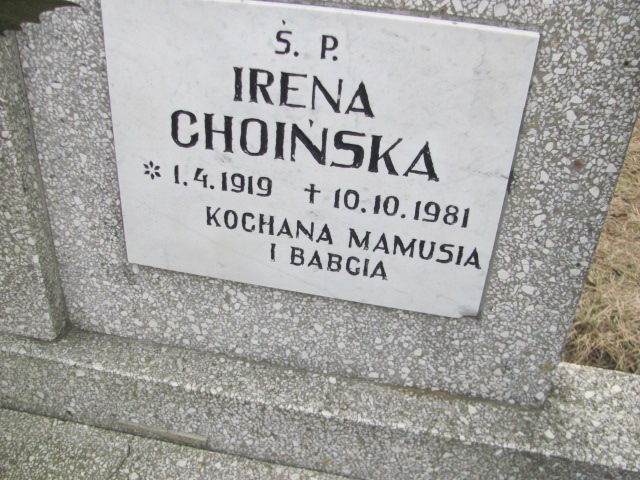 Ś. P.
IRENA
CHOIŃSKA
* 1.4.1919 † 10.10.1981
KOCHANA MAMUSIA
I BABCIA